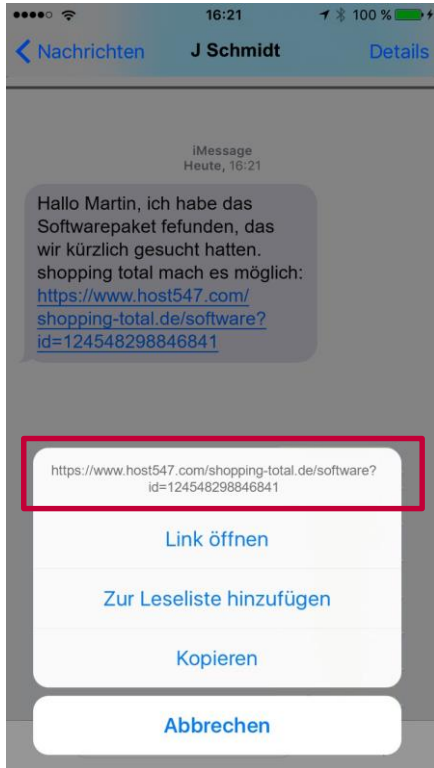 16:21
100 %
Nachrichten
J Schmidt
Details
iMessage
Heute, 16:21
Hallo Martin, ich habe das
Softwarepaket fefunden, das
wir kürzlich gesucht hatten.
shopping total mach es möglich:
https://www.host547.com/
shopping-total.de/software?
id=124548298846841
https://www.host547.com/shopping-total.de/software?
id=124548298846841
Link öffnen
Zur Leseliste hinzufügen
Kopieren
Abbrechen